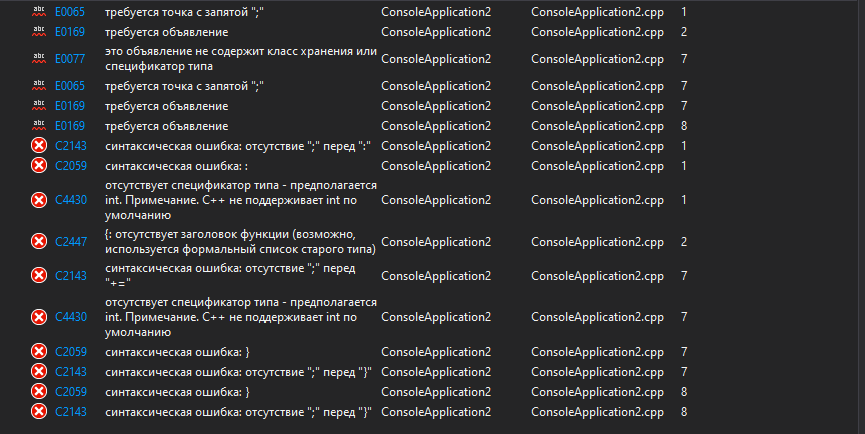 abc E0065 требуется точка с запятой ";" ConsoleApplication2 ConsoleApplication2.cpp 1
abc E0169 требуется объявление ConsoleApplication2 ConsoleApplication2.cpp 2
abc E0077 это объявление не содержит класс хранения или ConsoleApplication2 ConsoleApplication2.cpp 7
спецификатор типа
abc E0065 требуется точка с запятой ";" ConsoleApplication2 ConsoleApplication2.cpp 7
abc E0169 требуется объявление ConsoleApplication2 ConsoleApplication2.cpp 7
abc E0169 требуется объявление ConsoleApplication2 ConsoleApplication2.cpp 8
C2143 синтаксическая ошибка: отсутствие ";" перед ":" ConsoleApplication2 ConsoleApplication2.cpp 1
C2059 синтаксическая ошибка: : ConsoleApplication2 ConsoleApplication2.cpp 1
отсутствует спецификатор типа - предполагается
C4430 int. Примечание. C++ не поддерживает int по ConsoleApplication2 ConsoleApplication2.cpp 1
умолчанию
C2447 {: отсутствует заголовок функции (возможно, ConsoleApplication2 ConsoleApplication2.cpp 2
используется формальный список старого типа)
C2143 синтаксическая ошибка: отсутствие ";" перед ConsoleApplication2 ConsoleApplication2.cpp 7
"+="
отсутствует спецификатор типа - предполагается
C4430 int. Примечание. C++ не поддерживает int по ConsoleApplication2 ConsoleApplication2.cpp 7
умолчанию
C2059 синтаксическая ошибка: } ConsoleApplication2 ConsoleApplication2.cpp 7
C2143 синтаксическая ошибка: отсутствие ";" перед "}" ConsoleApplication2 ConsoleApplication2.cpp 7
C2059 синтаксическая ошибка: } ConsoleApplication2 ConsoleApplication2.cpp 8
C2143 синтаксическая ошибка: отсутствие ";" перед "}" ConsoleApplication2 ConsoleApplication2.cpp 8